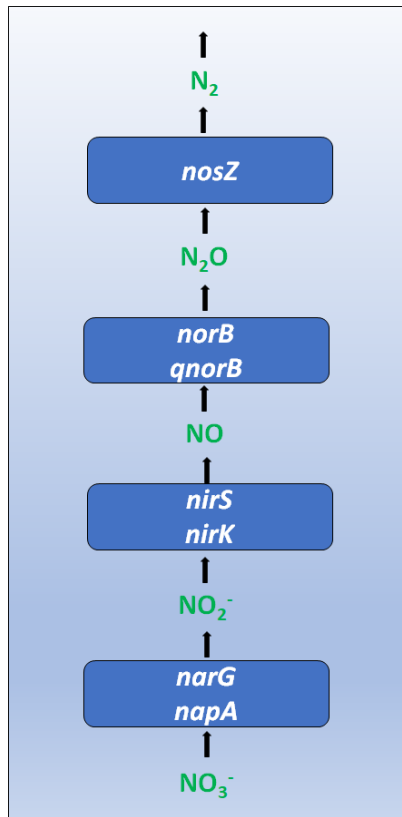 N₂
nosZ
N₂O
norB
qnorB
NO
nirS
nirK
NO₂⁻
narG
napA
NO₃⁻